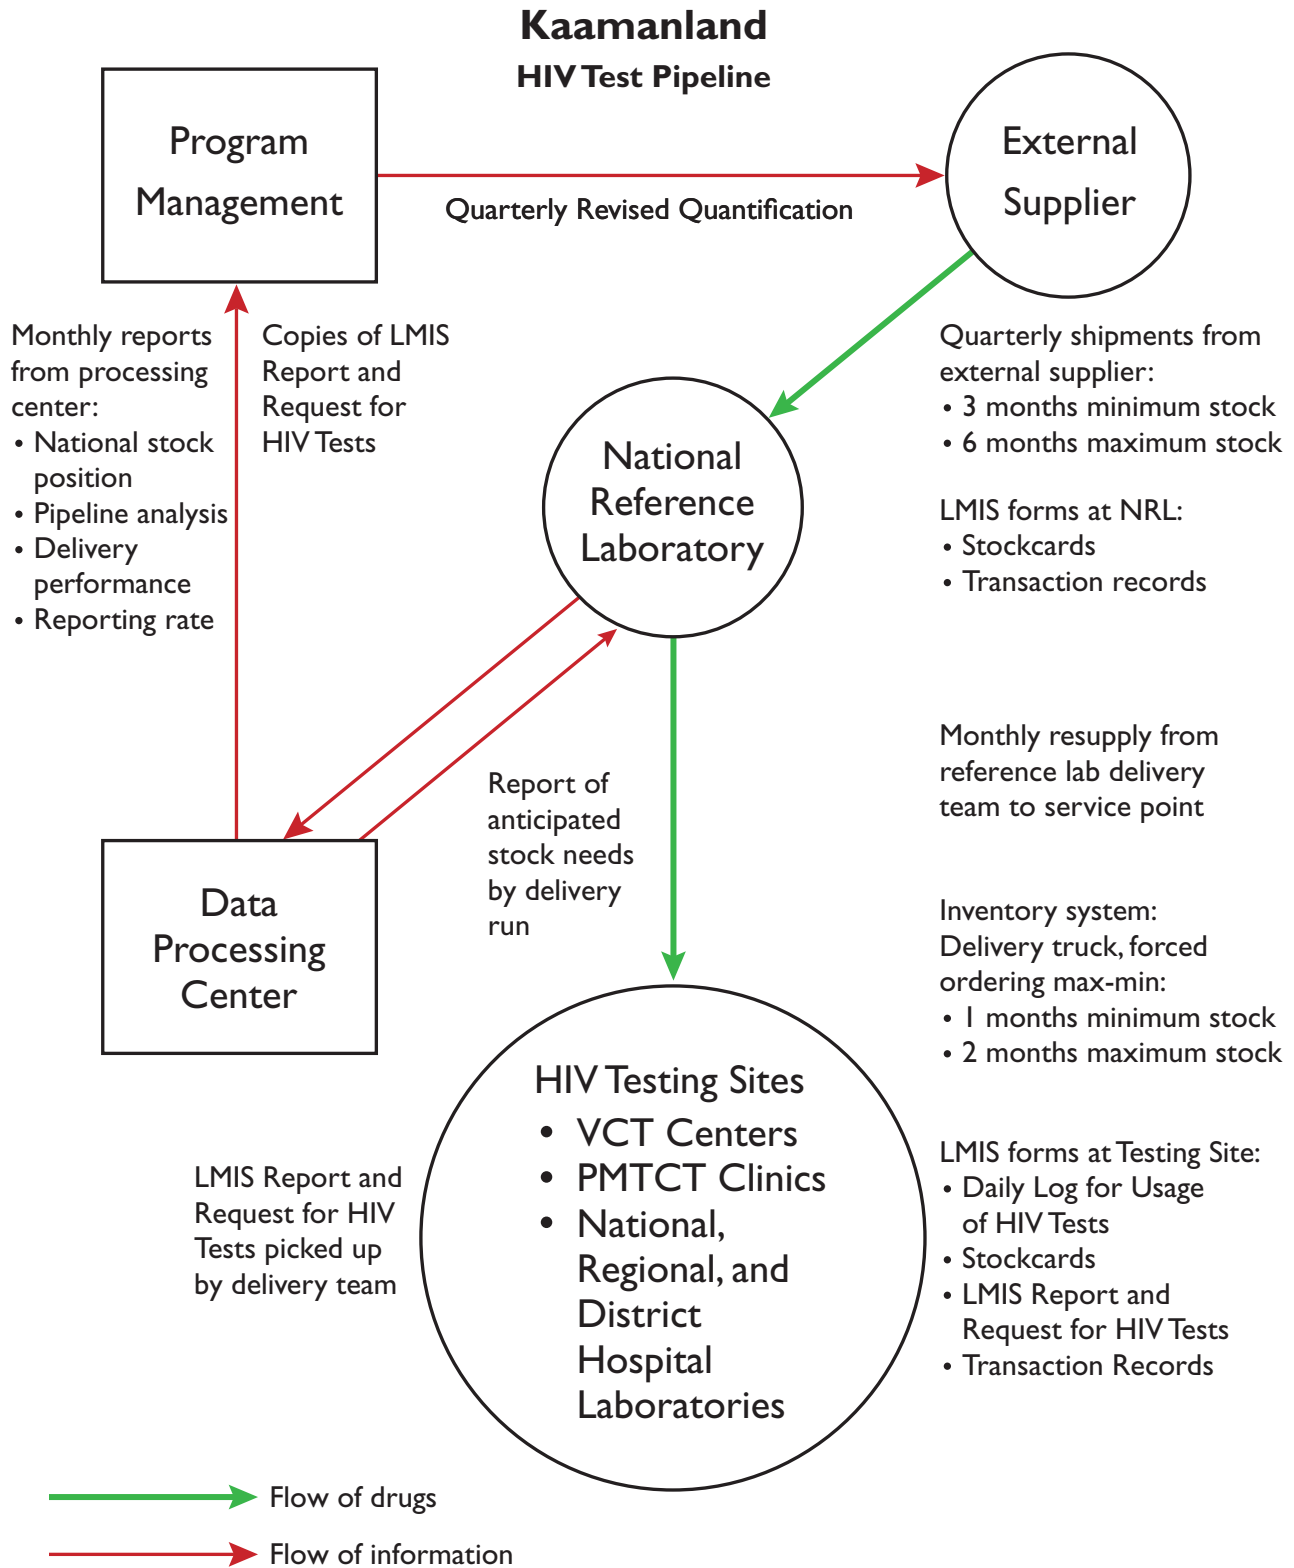 Kaamanland
HIV Test Pipeline
Program
Management
External
Supplier
Quarterly Revised Quantification
Monthly reports
from processing
center:
• National stock
position
• Pipeline analysis
• Delivery
performance
• Reporting rate
Copies of LMIS
Report and
Request for
HIV Tests
National
Reference
Laboratory
Quarterly shipments from
external supplier:
• 3 months minimum stock
• 6 months maximum stock
LMIS forms at NRL:
• Stockcards
• Transaction records
Monthly resupply from
reference lab delivery
team to service point
Report of
anticipated
stock needs
by delivery
run
Data
Processing
Center
Inventory system:
Delivery truck, forced
ordering max-min:
• 1 months minimum stock
• 2 months maximum stock
HIV Testing Sites
• VCT Centers
• PMTCT Clinics
• National,
Regional, and
District
Hospital
Laboratories
LMIS Report and
Request for HIV
Tests picked up
by delivery team
LMIS forms at Testing Site:
• Daily Log for Usage
of HIV Tests
• Stockcards
• LMIS Report and
Request for HIV Tests
• Transaction Records
Flow of drugs
Flow of information